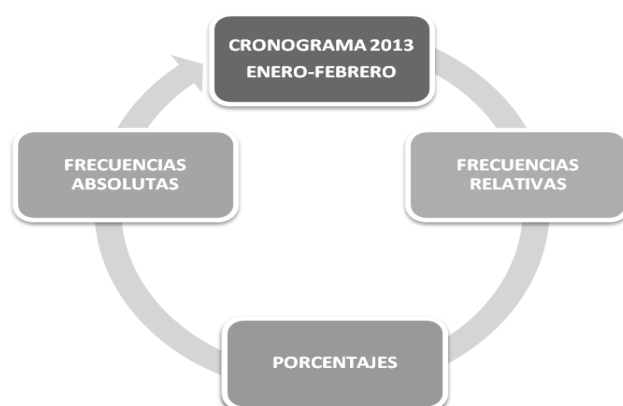 CRONOGRAMA 2013
ENERO-FEBRERO
FRECUENCIAS
ABSOLUTAS
FRECUENCIAS
RELATIVAS
PORCENTAJES